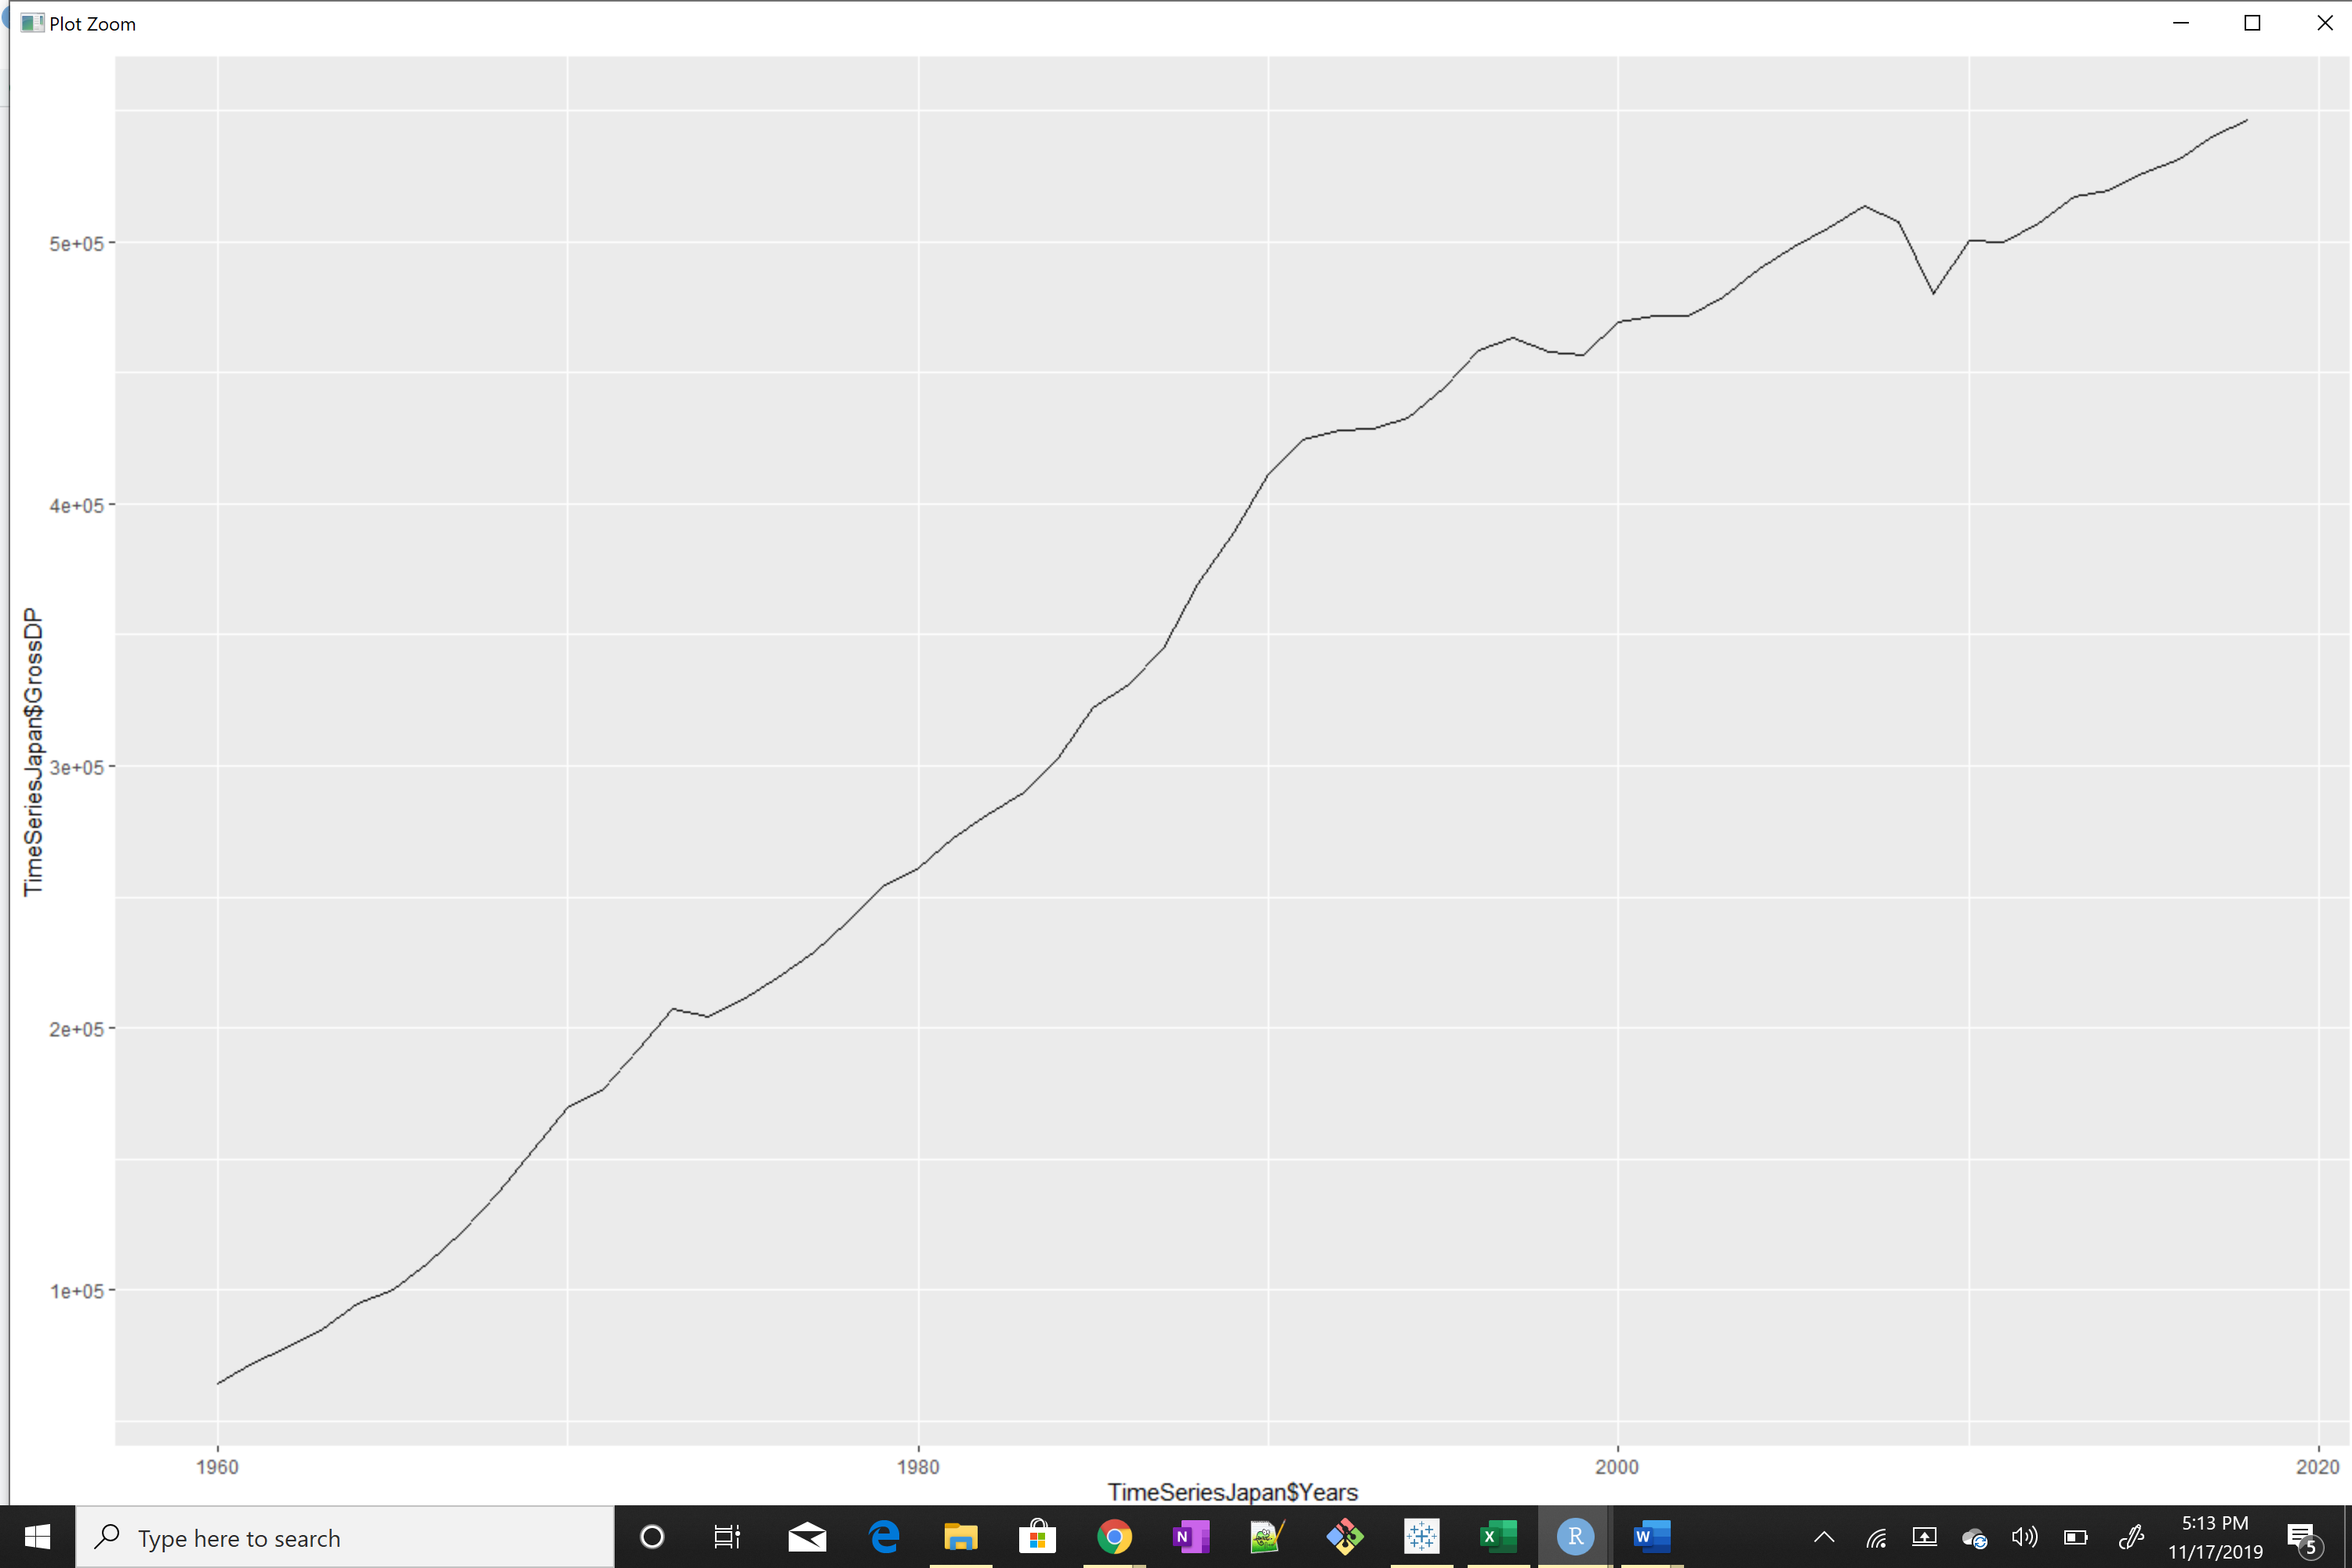 Plot Zoom
TimeSeriesJapan$GrossDP
5e+05
4e+05
3e+05
2e+05
1e+05
1960
1980
2000
2020
TimeSeriesJapan$Years
Type here to search
N
X
R
W
5:13 PM
11/17/2019
5